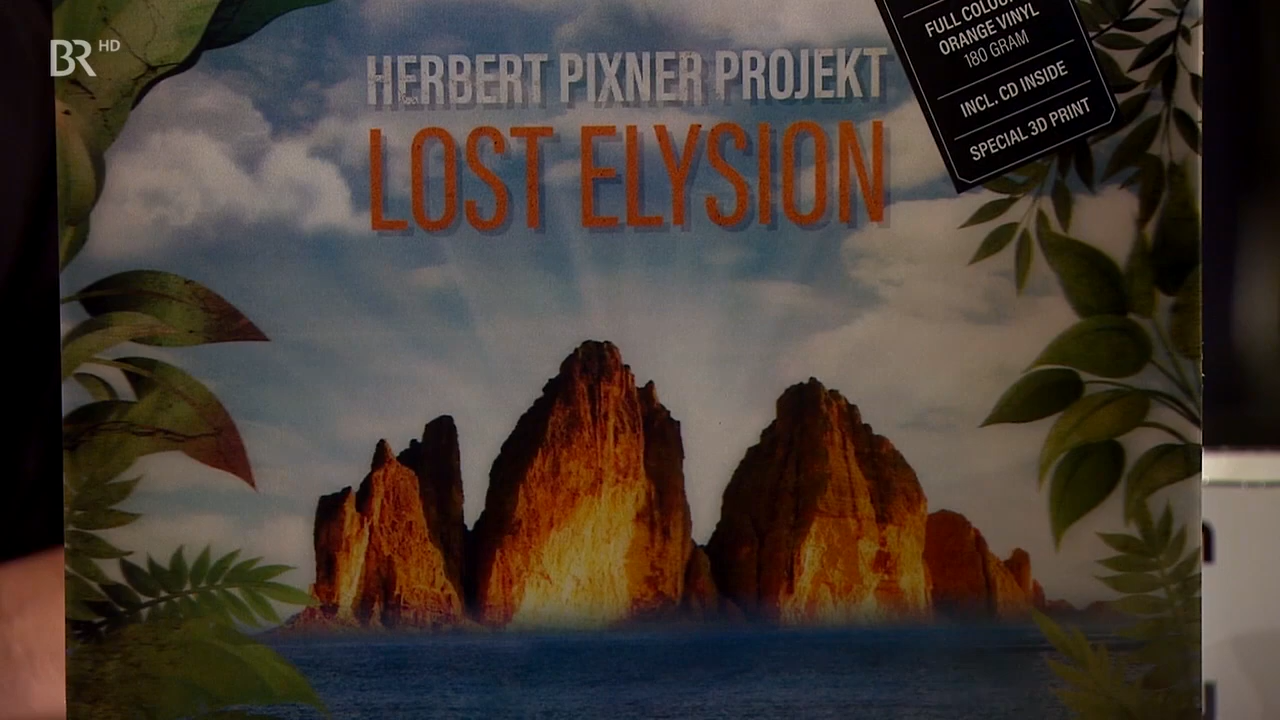 BR HD
HERBERT PIXNER PROJEKT
LOST ELYSION
FULL COLOUR
ORANGE VINYL
180 GRAM
INCL. CD INSIDE
SPECIAL 3D PRINT